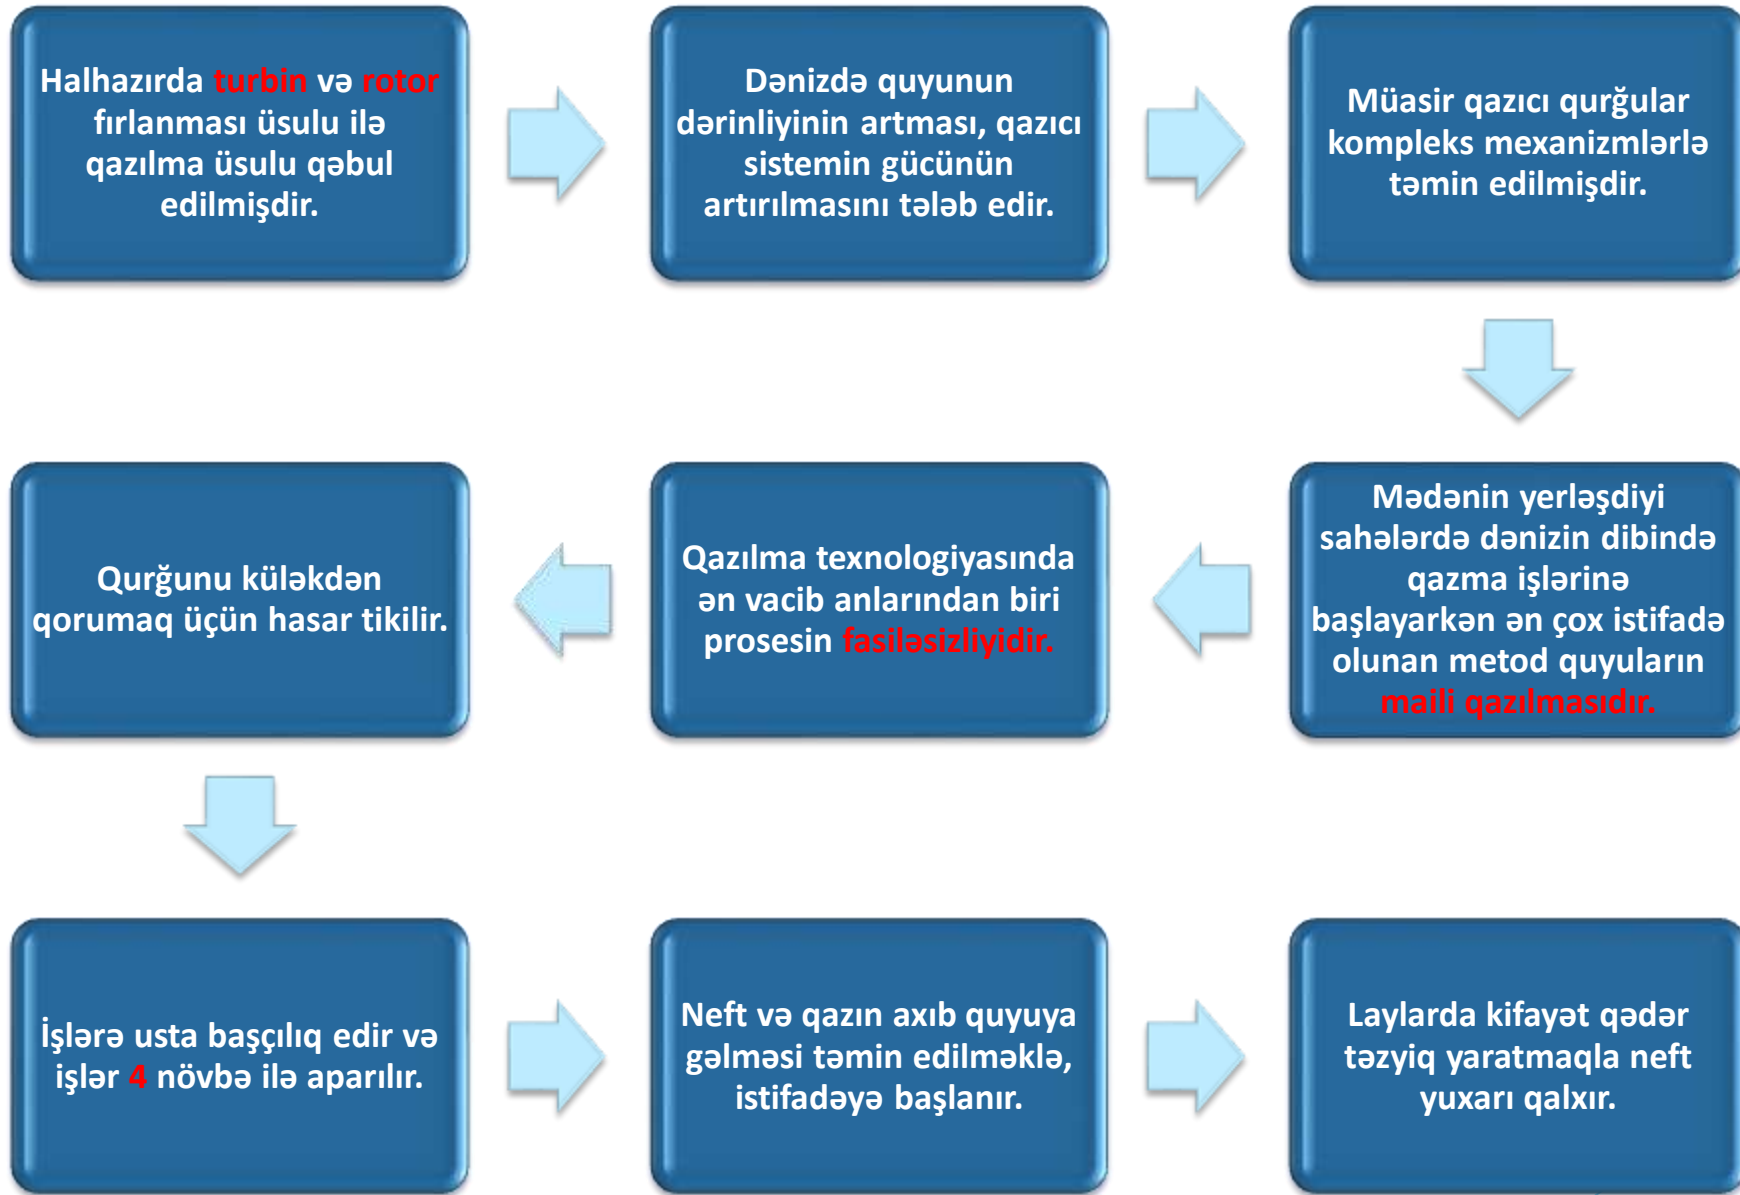 Halhazırda turbin və rotor
fırlanması üsulu ilə
qazılma üsulu qəbul
edilmişdir.
Dənizdə quyunun
dərinliyinin artması, qazıcı
sistemin gücünün
artırılmasını tələb edir.
Müasir qazıcı qurğular
kompleks mexanizmlərlə
təmin edilmişdir.
Mədənin yerləşdiyi
sahələrdə dənizin dibində
qazma işlərinə
başlayarkən ən çox istifadə
olunan metod quyuların
maili qazılmasıdır.
Qazılma texnologiyasında
ən vacib anlarından biri
prosesin fasiləsizliyidir.
Qurğunu küləkdən
qorumaq üçün hasar tikilir.
İşlərə usta başçılıq edir və
işlər 4 növbə ilə aparılır.
Neft və qazın axıb quyuya
gəlməsi təmin edilməklə,
istifadəyə başlanır.
Laylarda kifayət qədər
təzyiq yaratmaqla neft
yuxarı qalxır.